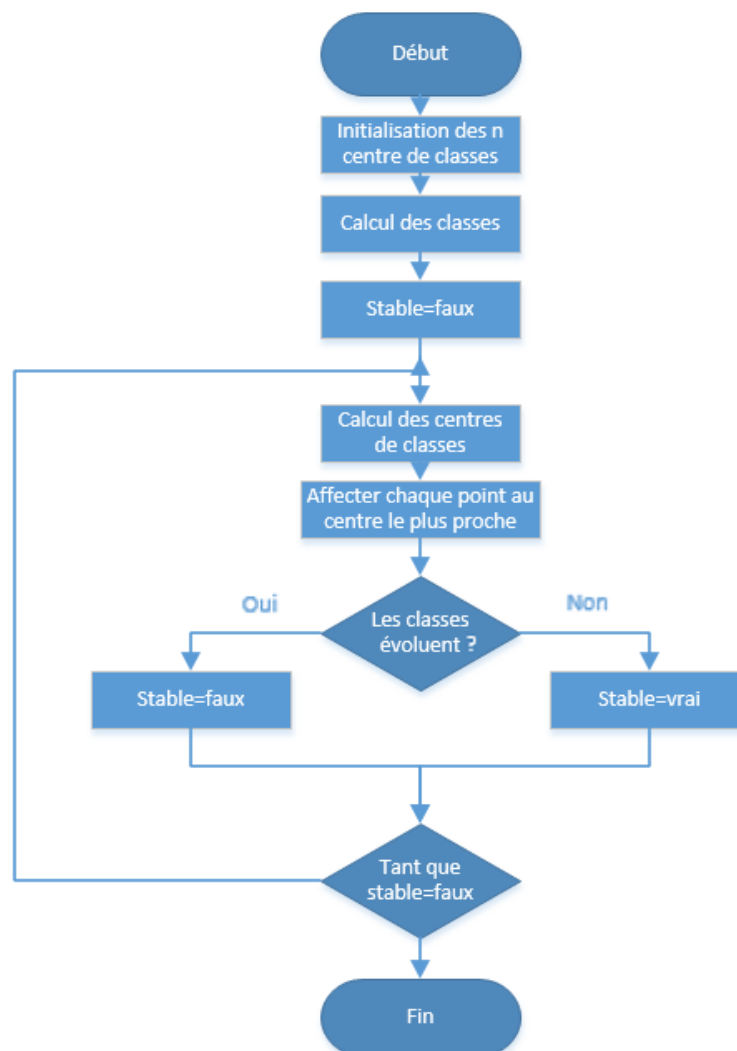 Début
Initialisation des n
centre de classes
Calcul des classes
Stable=faux
Calcul des centres
de classes
Affecter chaque point au
centre le plus proche
Oui
Les classes
évoluent ?
Non
Stable=faux
Stable=vrai
Tant que
stable=faux
Fin